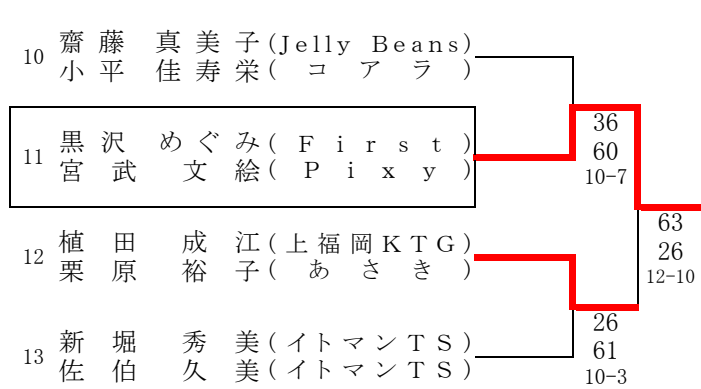 10 齋藤 真美子(Jelly Beans)
小平 佳寿栄(コアラ)
36
60
10-7
11 黒沢 めぐみ(First)
宮武 文絵(Pixy)
63
26
12-10
12 植田 成江(上福岡KTG)
栗原 裕子(あさき)
26
61
10-3
13 新堀 秀美(イトマンTS)
佐伯 久美(イトマンTS)